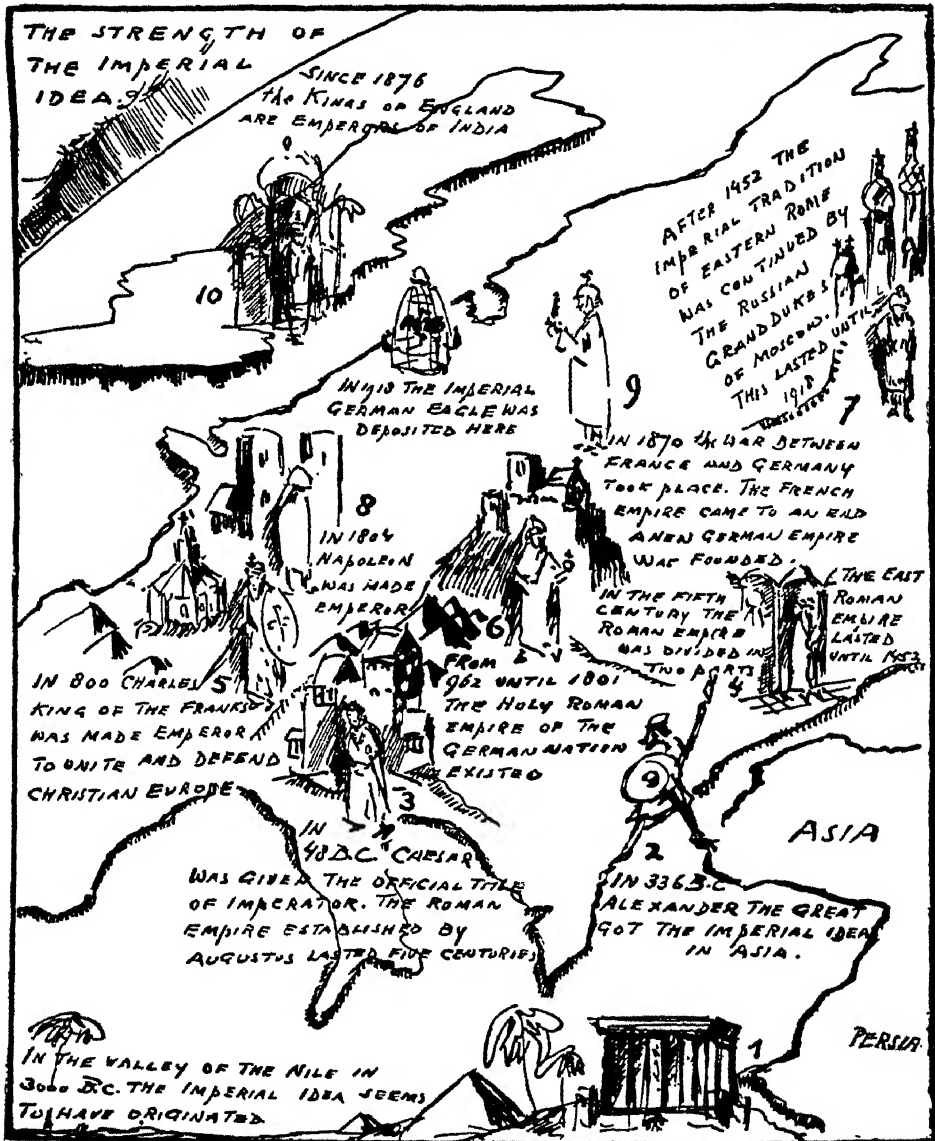 THE STRENGTH OF
THE IMPERIAL
IDEA.
SINCE 1876
the KINGS OF ENGLAND
ARE EMPERORS OF INDIA
10
AFTER 1452 THE
IMPERIAL TRADITION
OF EASTERN ROME
WAS CONTINUED BY
THE RUSSIAN
GRAND DUKES
OF MOSCOW.
THIS LASTED UNTIL
1918
7
IN 1918 THE IMPERIAL
GERMAN EAGLE WAS
DEPOSITED HERE
9
IN 1870 the WAR BETWEEN
FRANCE AND GERMANY
TOOK PLACE. THE FRENCH
EMPIRE CAME TO AN END
A NEW GERMAN EMPIRE
WAS FOUNDED.
8
IN 1804
NAPOLEON
WAS MADE
EMPEROR
IN THE FIFTH
CENTURY THE
ROMAN EMPIRE
WAS DIVIDED IN
TWO PARTS
4
THE EAST
ROMAN
EMPIRE
LASTED
UNTIL 1453
6
FROM
962 UNTIL 1801
THE HOLY ROMAN
EMPIRE OF THE
GERMAN NATION
EXISTED
5
IN 800 CHARLES
KING OF THE FRANKS
WAS MADE EMPEROR
TO UNITE AND DEFEND
CHRISTIAN EUROPE
3
IN
48 B.C. CAESAR
WAS GIVEN THE OFFICIAL TITLE
OF IMPERATOR. THE ROMAN
EMPIRE ESTABLISHED BY
AUGUSTUS LASTED FIVE CENTURIES
ASIA
2
IN 336 B.C
ALEXANDER THE GREAT
GOT THE IMPERIAL IDEA
IN ASIA.
1
PERSIA
IN THE VALLEY OF THE NILE IN
3000 B.C. THE IMPERIAL IDEA SEEMS
TO HAVE ORIGINATED